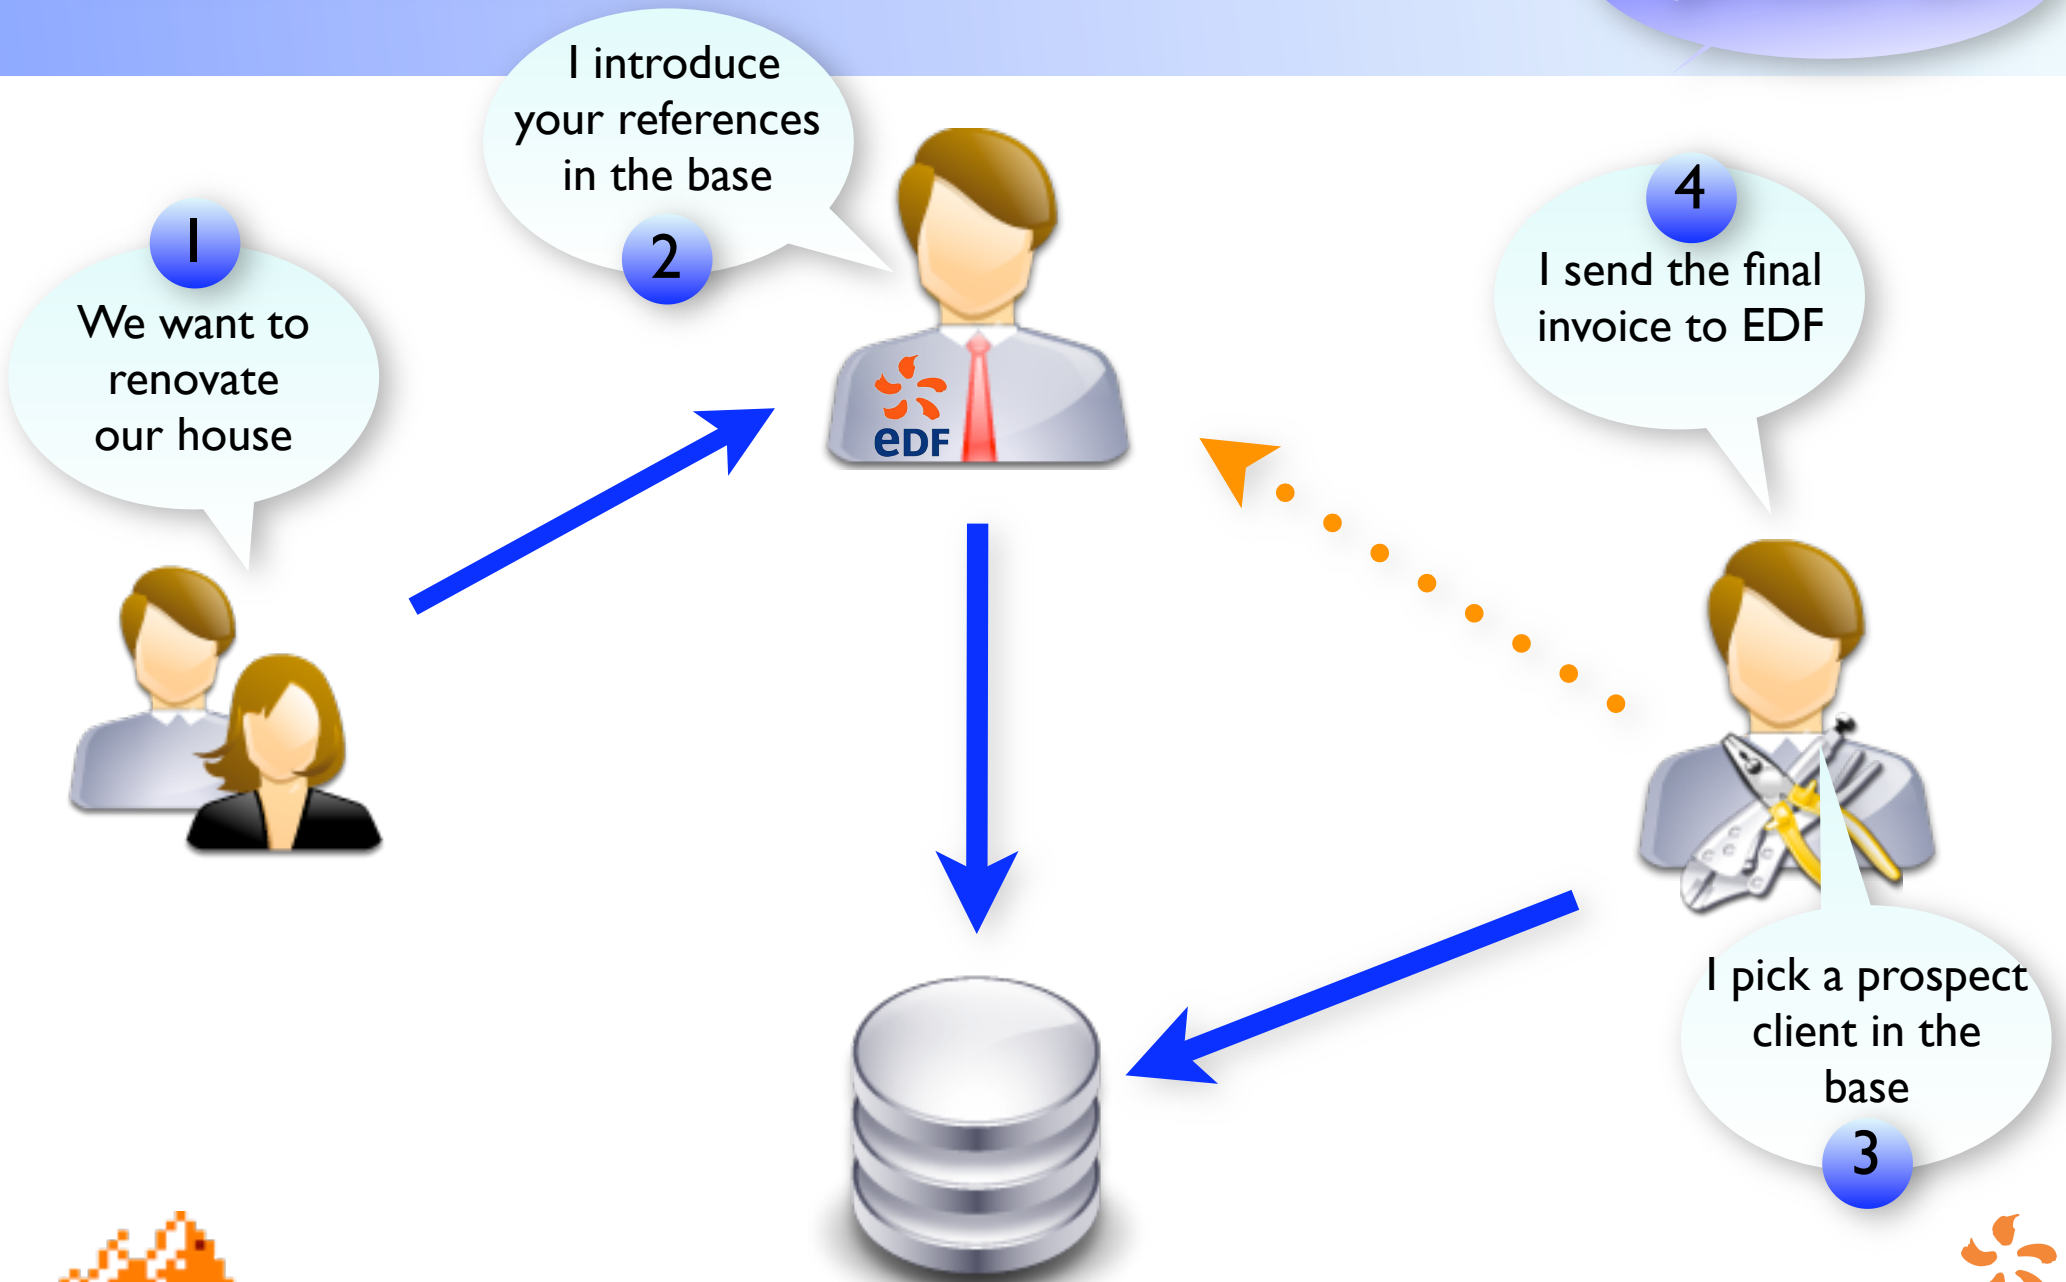 1
We want to
renovate
our house
I introduce
your references
in the base
2
eDF
4
I send the final
invoice to EDF
I pick a prospect
client in the
base
3